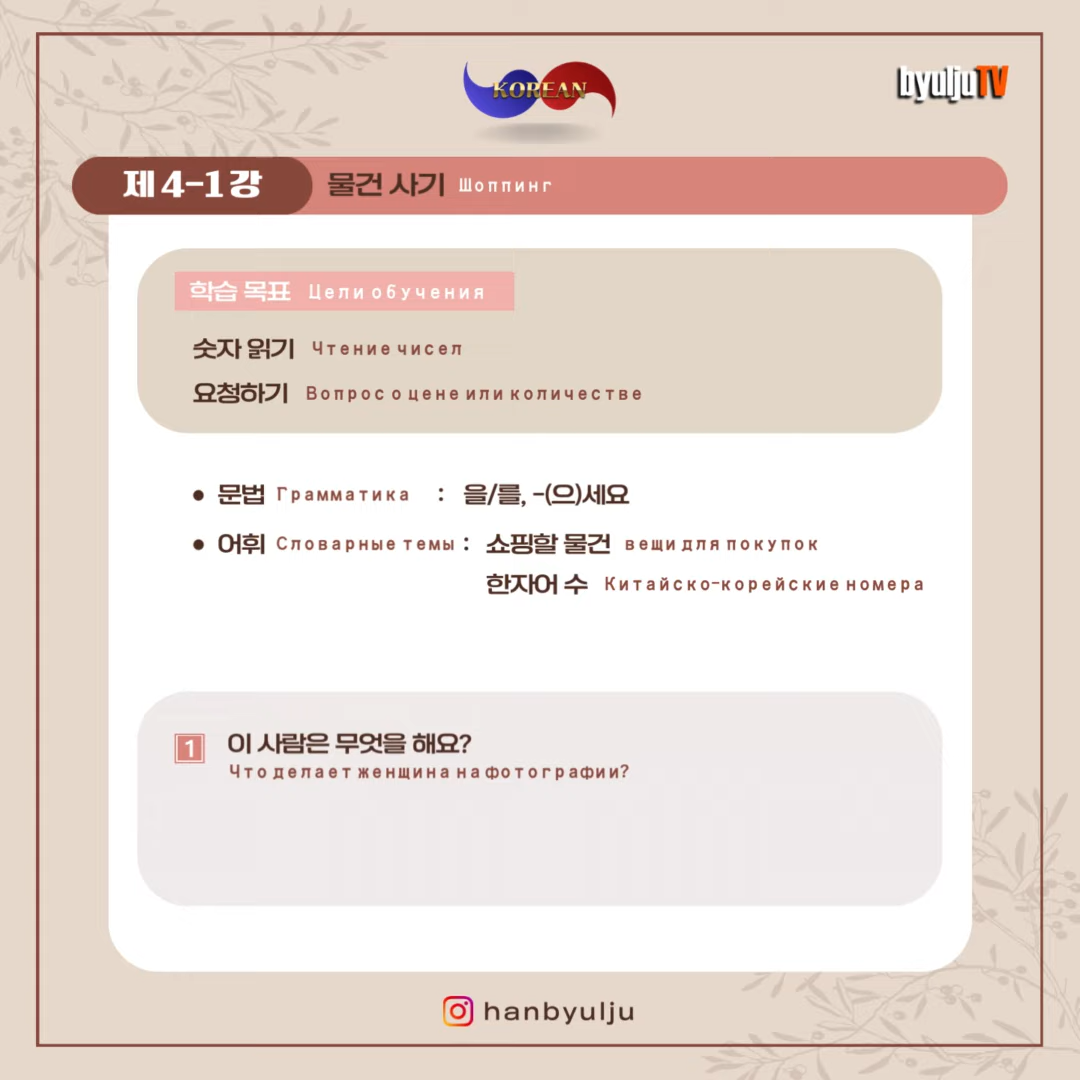 KOREAN
byuljuTV
제 4-1 강 물건 사기 Шоппинг
학습 목표 Цели обучения
숫자 읽기 Чтение чисел
요청하기 Вопрос о цене или количестве
● 문법 Грамматика : 을/를, -(으)세요
● 어휘 Словарные темы : 쇼핑할 물건 вещи для покупок
한자어 수 Китайско-корейские номера
1 이 사람은 무엇을 해요?
Что делает женщина на фотографии?
hanbyulju